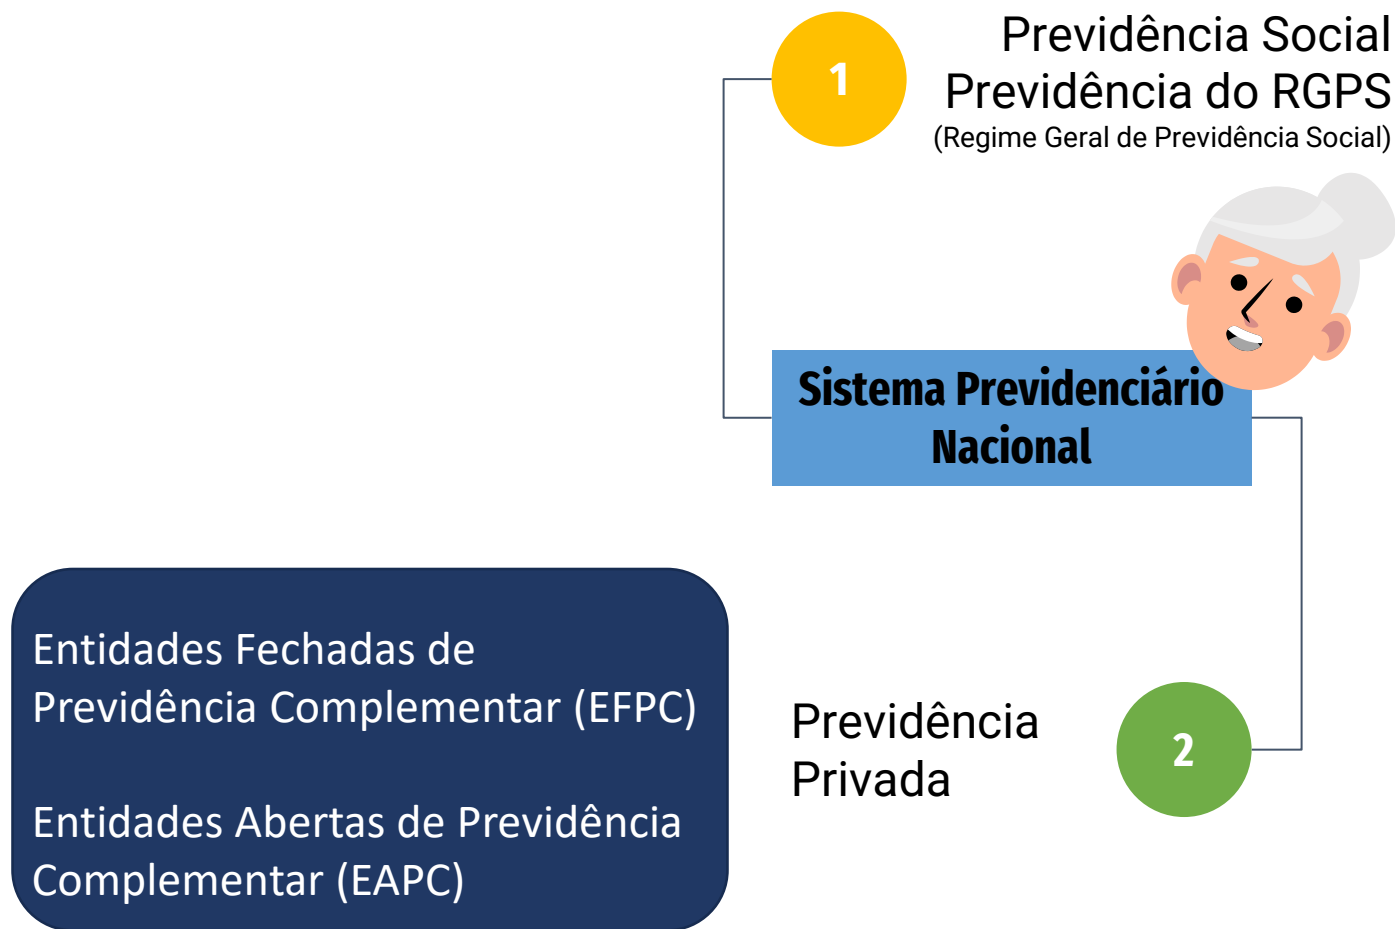 1
Previdência Social
Previdência do RGPS
(Regime Geral de Previdência Social)
Sistema Previdenciário
Nacional
Entidades Fechadas de
Previdência Complementar (EFPC)
Entidades Abertas de Previdência
Complementar (EAPC)
Previdência
Privada
2